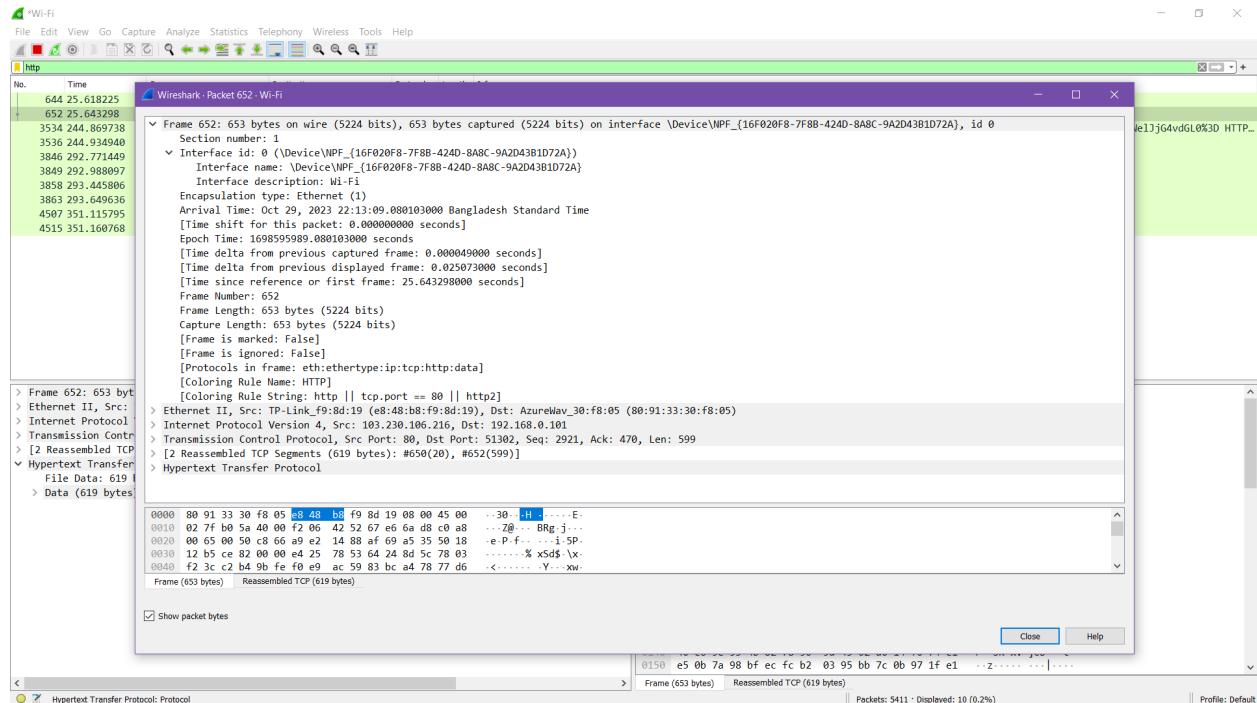 *Wi-Fi
File Edit View Go Capture Analyze Statistics Telephony Wireless Tools Help
http
No. Time
644 25.618225
652 25.643298
3534 244.869738
3536 244.934940
3846 292.771449
3849 292.988097
3858 293.445806
3863 293.649636
4507 351.115795
4515 351.160768
JelJjG4vdGL0%3D HTTP…
Wireshark · Packet 652 · Wi-Fi
Frame 652: 653 bytes on wire (5224 bits), 653 bytes captured (5224 bits) on interface \Device\NPF_{16F020F8-7F8B-424D-8A8C-9A2D43B1D72A}, id 0
Section number: 1
Interface id: 0 (\Device\NPF_{16F020F8-7F8B-424D-8A8C-9A2D43B1D72A})
Interface name: \Device\NPF_{16F020F8-7F8B-424D-8A8C-9A2D43B1D72A}
Interface description: Wi-Fi
Encapsulation type: Ethernet (1)
Arrival Time: Oct 29, 2023 22:13:09.080103000 Bangladesh Standard Time
[Time shift for this packet: 0.000000000 seconds]
Epoch Time: 1698595989.080103000 seconds
[Time delta from previous captured frame: 0.000049000 seconds]
[Time delta from previous displayed frame: 0.025073000 seconds]
[Time since reference or first frame: 25.643298000 seconds]
Frame Number: 652
Frame Length: 653 bytes (5224 bits)
Capture Length: 653 bytes (5224 bits)
[Frame is marked: False]
[Frame is ignored: False]
[Protocols in frame: eth:ethertype:ip:tcp:http:data]
[Coloring Rule Name: HTTP]
[Coloring Rule String: http || tcp.port == 80 || http2]
Ethernet II, Src: TP-Link_f9:8d:19 (e8:48:b8:f9:8d:19), Dst: AzureWav_30:f8:05 (80:91:33:30:f8:05)
Internet Protocol Version 4, Src: 103.230.106.216, Dst: 192.168.0.101
Transmission Control Protocol, Src Port: 80, Dst Port: 51302, Seq: 2921, Ack: 470, Len: 599
[2 Reassembled TCP Segments (619 bytes): #650(20), #652(599)]
Hypertext Transfer Protocol
0000 80 91 33 30 f8 05 e8 48 b8 f9 8d 19 08 00 45 00 ··30···H ······E·
0010 02 7f b0 5a 40 00 f2 06 42 52 67 e6 6a d8 c0 a8 ···Z@··· BRg·j···
0020 00 65 00 50 c8 66 a9 e2 14 88 af 69 a5 35 50 18 ·e·P·f·· ···i·5P·
0030 12 b5 ce 82 00 00 e4 25 78 53 64 24 8d 5c 78 03 ·······% xSd$·\x·
0040 f2 3c c2 b4 9b fe f0 e9 ac 59 83 bc a4 78 77 d6 ·<······ ·Y···xw·
Frame (653 bytes) Reassembled TCP (619 bytes)
Show packet bytes
Close Help
Frame 652: 653 byt
Ethernet II, Src:
Internet Protocol
Transmission Contr
[2 Reassembled TCP
Hypertext Transfer
File Data: 619
Data (619 bytes
0150 e5 0b 7a 98 bf ec fc b2 03 95 bb 7c 0b 97 1f e1 ··z····· ···|····
Frame (653 bytes) Reassembled TCP (619 bytes)
Hypertext Transfer Protocol: Protocol
Packets: 5411 · Displayed: 10 (0.2%)
Profile: Default